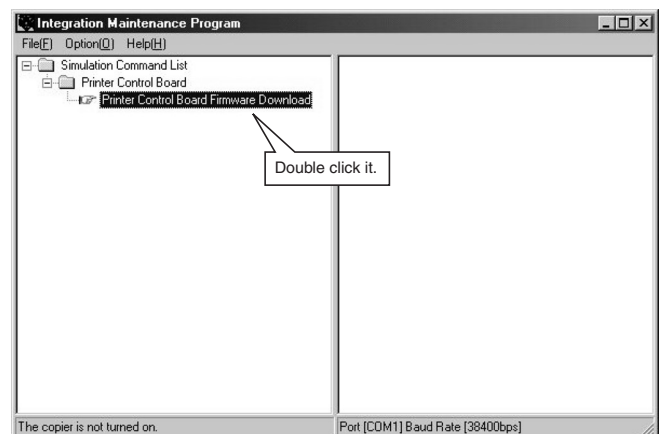 Integration Maintenance Program
File(F) Option(O) Help(H)
Simulation Command List
Printer Control Board
Printer Control Board Firmware Download
Double click it.
The copier is not turned on.
Port [COM1] Baud Rate [38400bps]